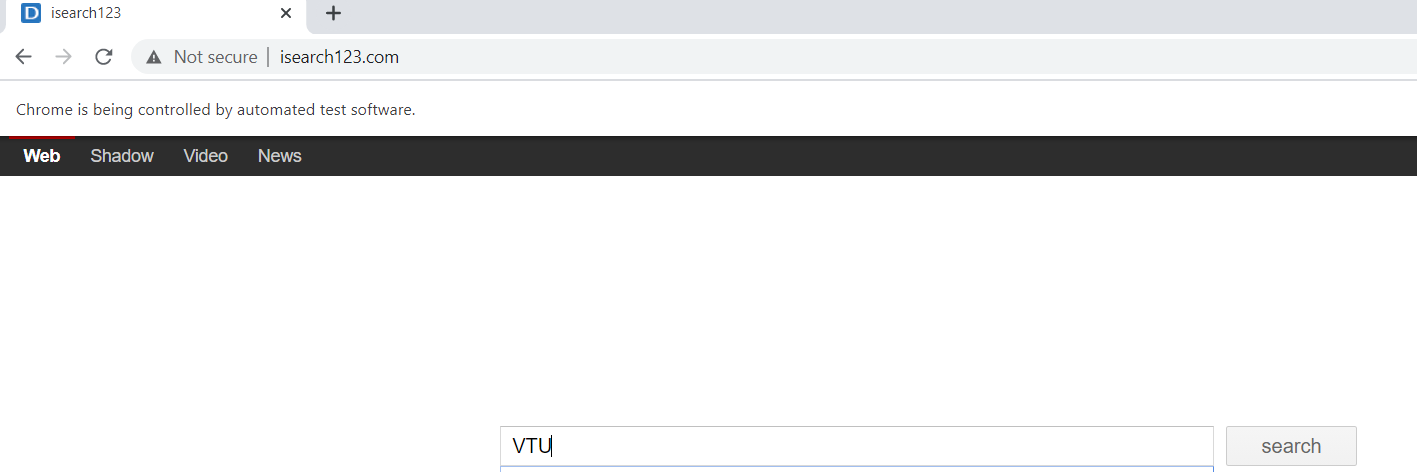 D isearch123
Not secure isearch123.com
Chrome is being controlled by automated test software.
Web Shadow Video News
VTU search